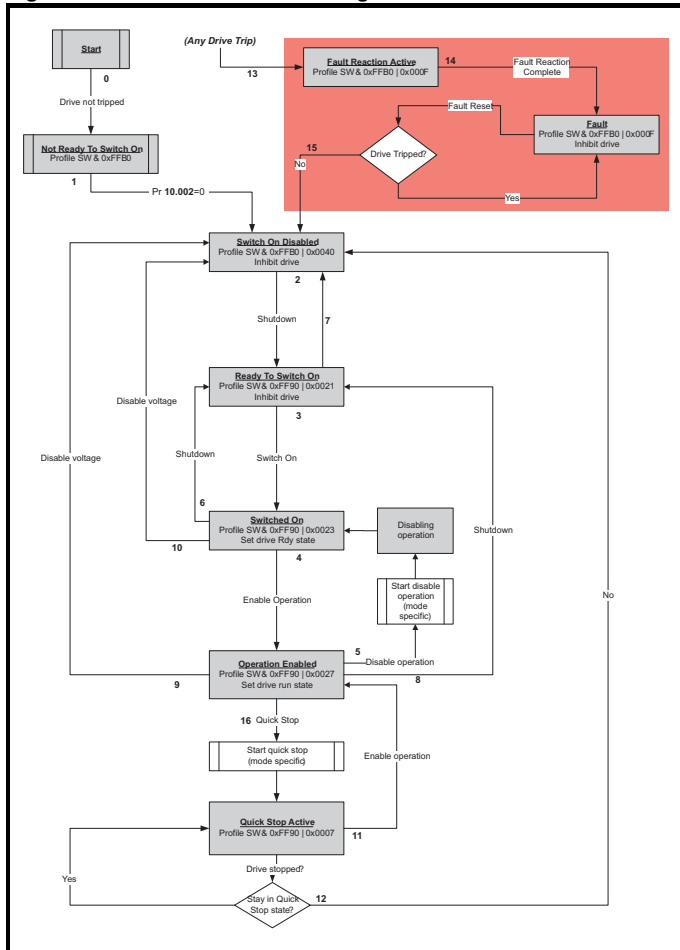 Start
0
Drive not tripped
Not Ready To Switch On
Profile SW & 0xFFB0
1
Pr 10.002=0
(Any Drive Trip)
13
Fault Reaction Active
Profile SW & 0xFFB0 | 0x000F
14
Fault Reaction
Complete
Fault Reset
Fault
Profile SW & 0xFFB0 | 0x000F
Inhibit drive
Drive Tripped?
15
No
Yes
Switch On Disabled
Profile SW & 0xFFB0 | 0x0040
Inhibit drive
2
Shutdown
7
Ready To Switch On
Profile SW & 0xFF90 | 0x0021
Inhibit drive
3
Disable voltage
Shutdown
Switch On
Disable voltage
6
Switched On
Profile SW & 0xFF90 | 0x0023
Set drive Rdy state
10
4
Disabling
operation
Shutdown
Start disable
operation
(mode
specific)
Enable Operation
No
5
Disable operation
Operation Enabled
Profile SW & 0xFF90 | 0x0027
Set drive run state
9
8
16 Quick Stop
Start quick stop
(mode specific)
Enable operation
Quick Stop Active
Profile SW & 0xFF90 | 0x0007
11
Drive stopped?
Yes
Stay in Quick
Stop state?
12